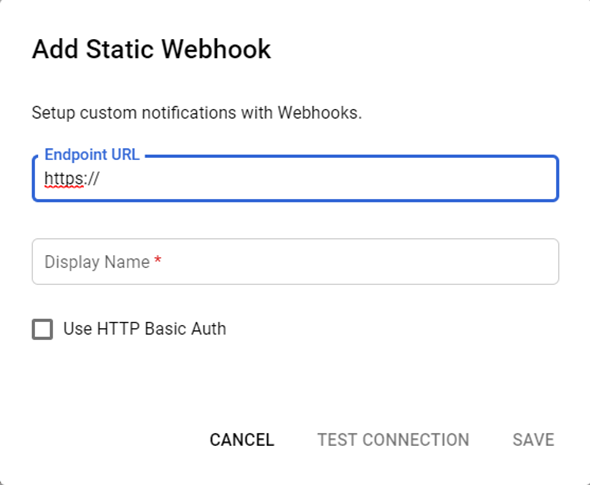 Add Static Webhook
Setup custom notifications with Webhooks.
Endpoint URL
https://
Display Name *
Use HTTP Basic Auth
CANCEL TEST CONNECTION SAVE